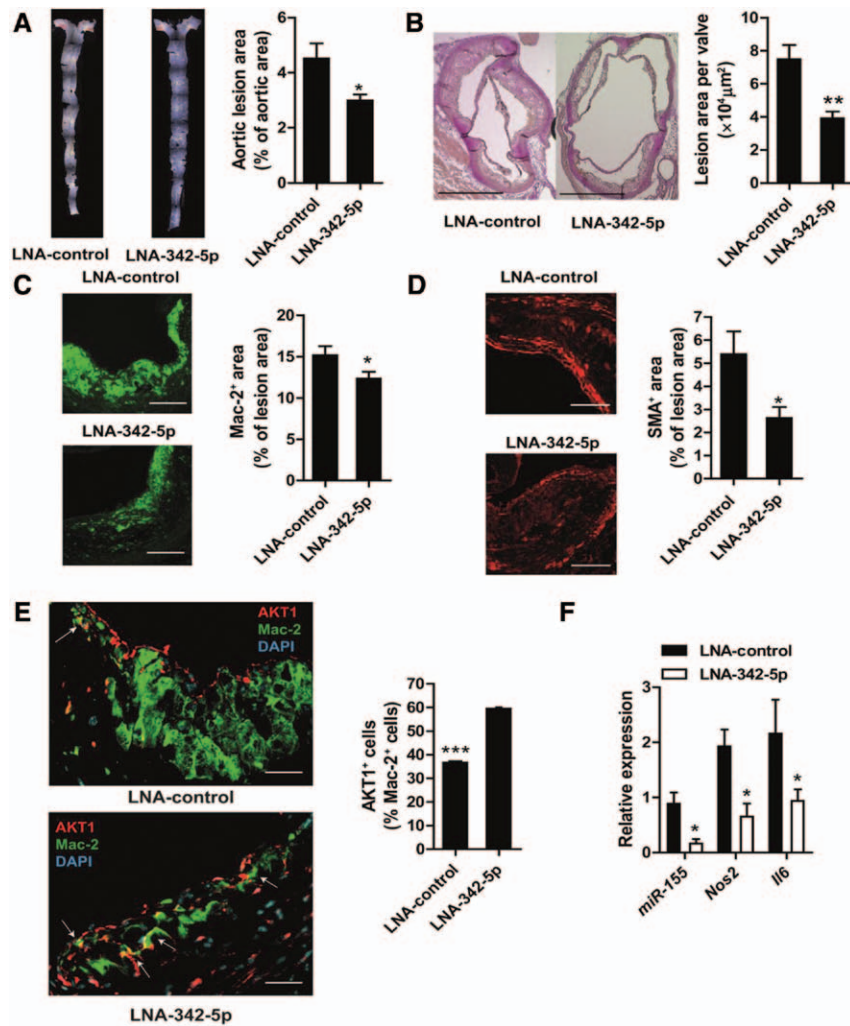 A
LNA-control
LNA-342-5p
Aortic lesion area
(% of aortic area)
6
4
2
0
*
LNA-control
LNA-342-5p
B
LNA-control
LNA-342-5p
Lesion area per valve
(×10⁴μm²)
10
8
6
4
2
0
**
LNA-control
LNA-342-5p
C
LNA-control
LNA-342-5p
Mac-2⁺ area
(% of lesion area)
20
15
10
5
0
*
LNA-control
LNA-342-5p
D
LNA-control
LNA-342-5p
SMA⁺ area
(% of lesion area)
7
6
5
4
3
2
1
0
*
LNA-control
LNA-342-5p
E
AKT1
Mac-2
DAPI
LNA-control
AKT1
Mac-2
DAPI
LNA-342-5p
AKT1⁺ cells
(% Mac-2⁺ cells)
70
60
50
40
30
20
10
0
***
LNA-control
LNA-342-5p
F
LNA-control
LNA-342-5p
Relative expression
3
2
1
0
*
*
*
miR-155
Nos2
Il6